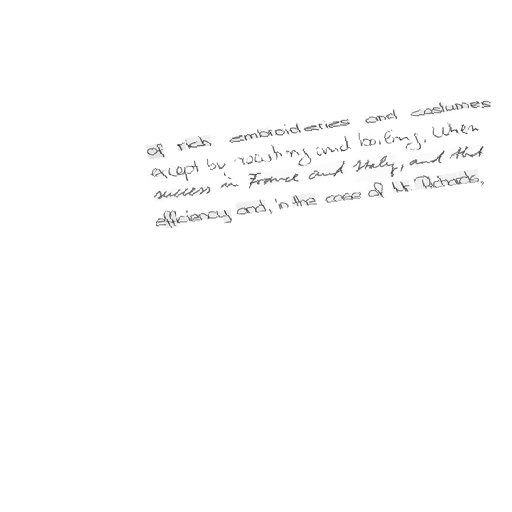 of rich embroideries and costumes
except by roasting and boiling. When
success in France and Italy, and that
efficiency and, in the case of Mr. Richards,